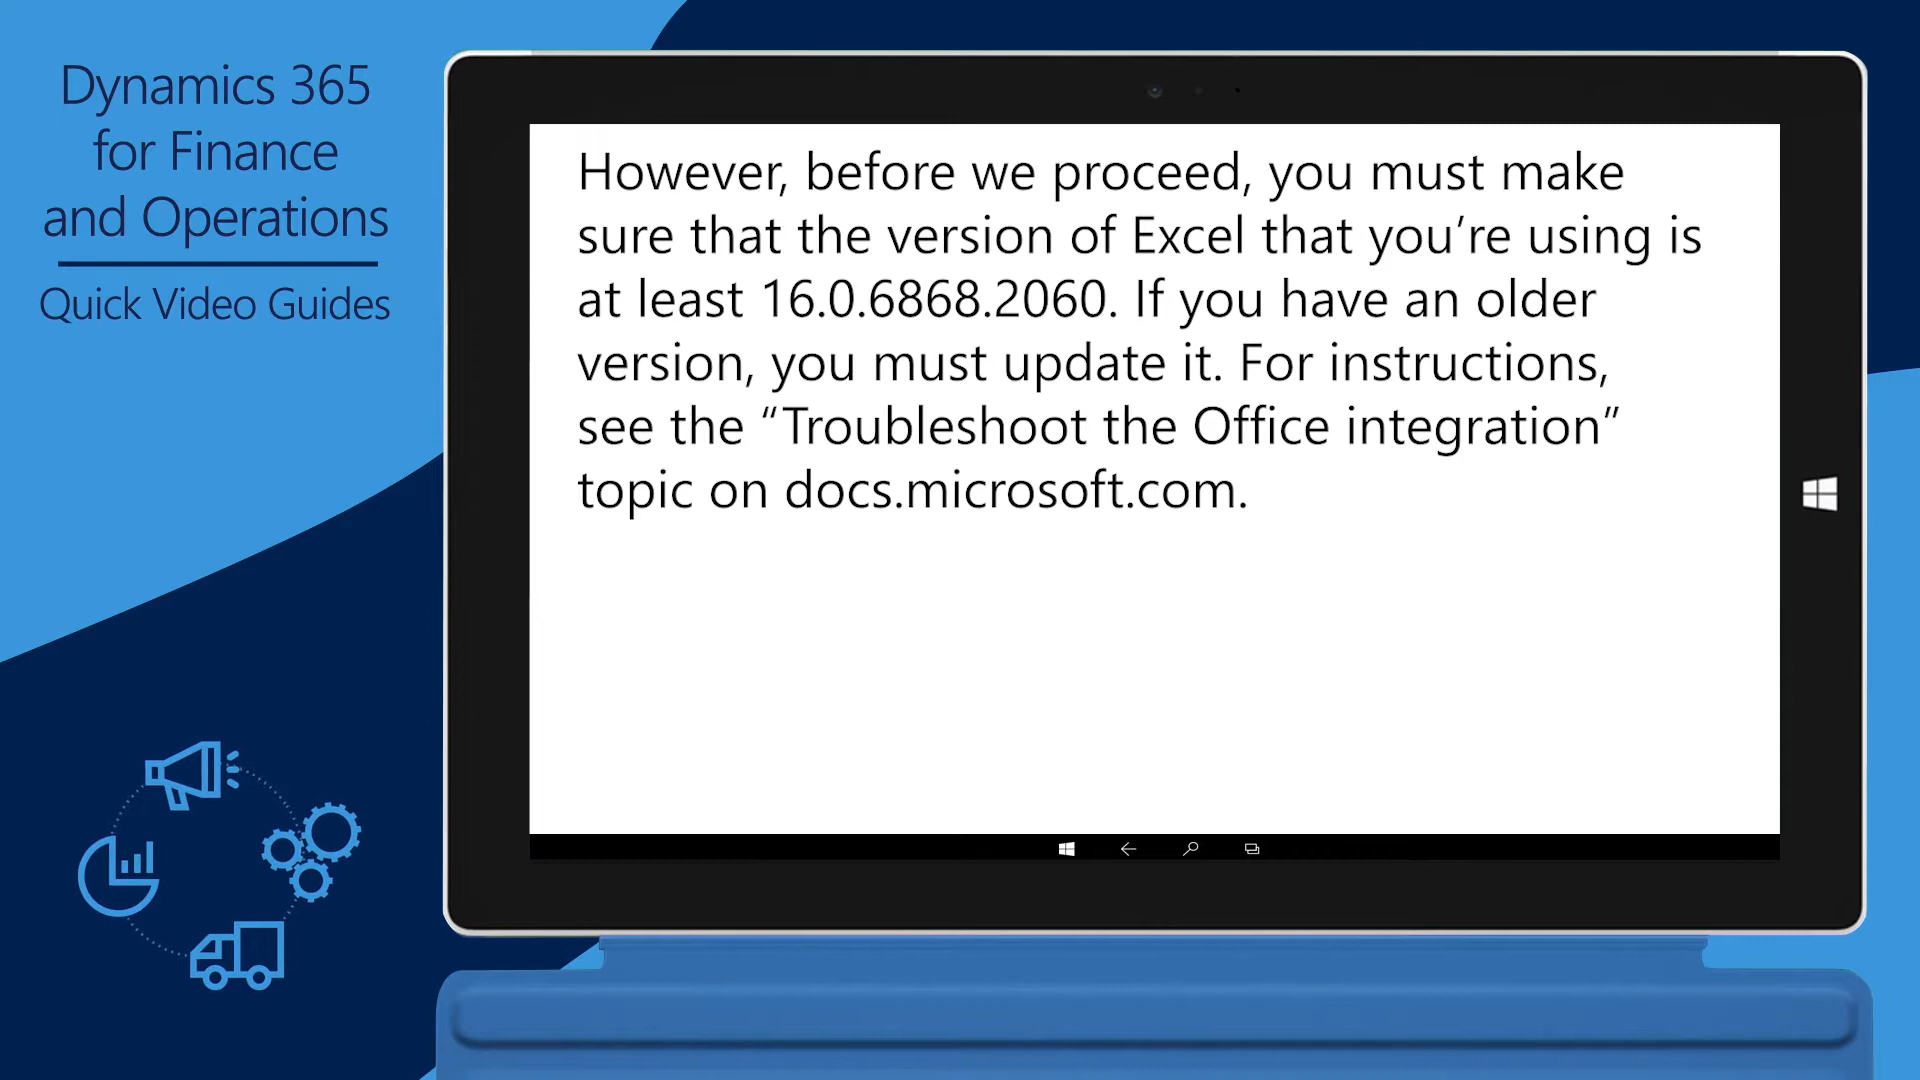 Dynamics 365
for Finance
and Operations
Quick Video Guides
However, before we proceed, you must make
sure that the version of Excel that you’re using is
at least 16.0.6868.2060. If you have an older
version, you must update it. For instructions,
see the “Troubleshoot the Office integration”
topic on docs.microsoft.com.